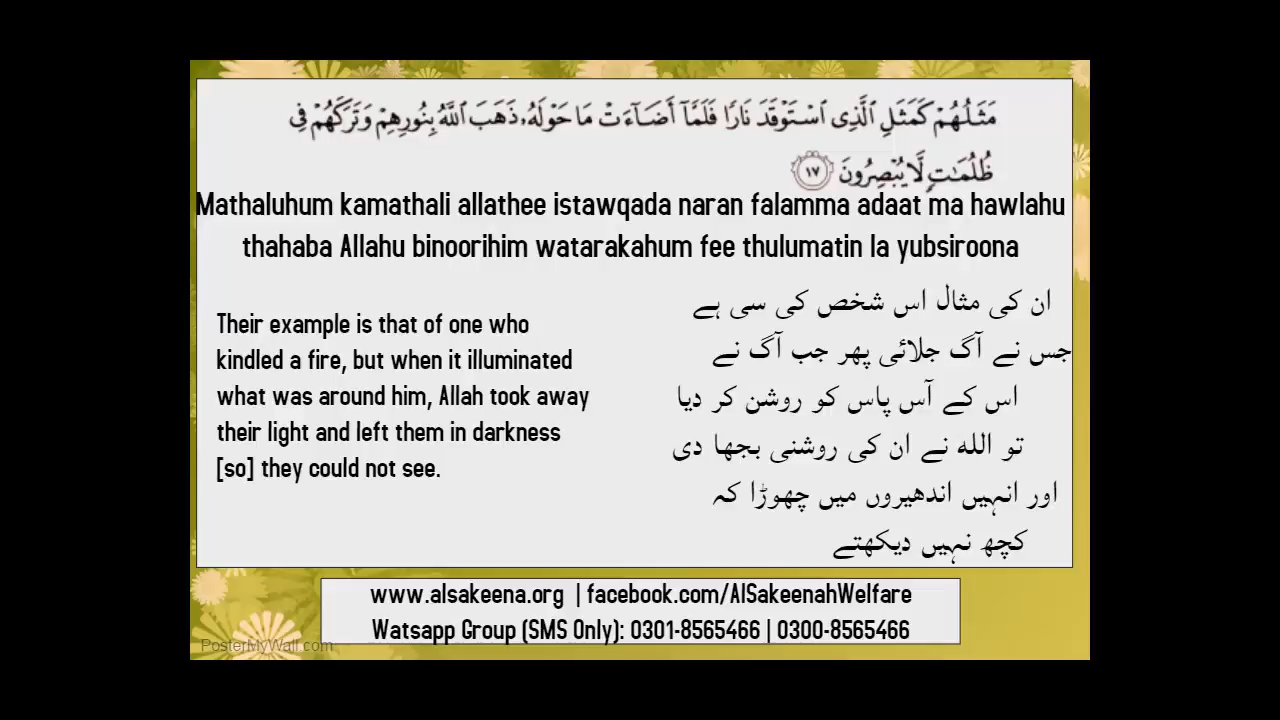 مَثَلُهُمْ كَمَثَلِ ٱلَّذِى ٱسْتَوْقَدَ نَارًا فَلَمَّآ أَضَآءَتْ مَا حَوْلَهُۥ ذَهَبَ ٱللَّهُ بِنُورِهِمْ وَتَرَكَهُمْ فِى
ظُلُمَـٰتٍ لَّا يُبْصِرُونَ ١٧
Mathaluhum kamathali allathee istawqada naran falamma adaat ma hawlahu
thahaba Allahu binoorihim watarakahum fee thulumatin la yubsiroona
Their example is that of one who
kindled a fire, but when it illuminated
what was around him, Allah took away
their light and left them in darkness
[so] they could not see.
ان کی مثال اس شخص کی سی ہے
جس نے آگ جلائی پھر جب آگ نے
اس کے آس پاس کو روشن کر دیا
تو الله نے ان کی روشنی بجھا دی
اور انہیں اندھیروں میں چھوڑا کہ
کچھ نہیں دیکھتے
www.alsakeena.org | facebook.com/AlSakeenahWelfare
Watsapp Group (SMS Only): 0301-8565466 | 0300-8565466
PosterMyWall.com